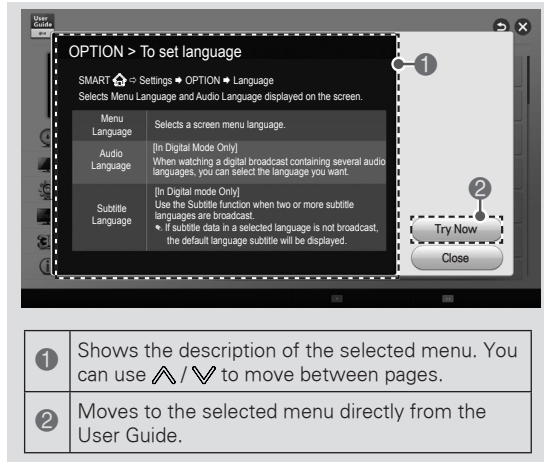 User
Guide
OPTION > To set language
SMART ⇨ Settings ➡ OPTION ➡ Language
Selects Menu Language and Audio Language displayed on the screen.
Menu
Language
Selects a screen menu language.
Audio
Language
[In Digital Mode Only]
When watching a digital broadcast containing several audio
languages, you can select the language you want.
Subtitle
Language
[In Digital mode Only]
Use the Subtitle function when two or more subtitle
languages are broadcast.
If subtitle data in a selected language is not broadcast,
the default language subtitle will be displayed.
❶
❷
Try Now
Close
❶ Shows the description of the selected menu. You
can use ︿ / ﹀ to move between pages.
❷ Moves to the selected menu directly from the
User Guide.